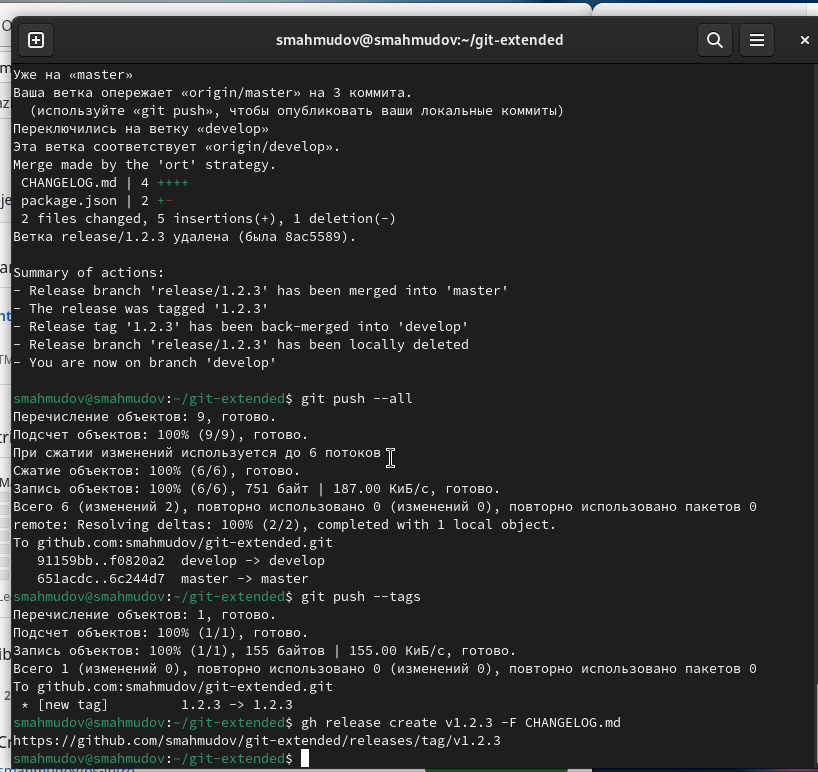 smahmudov@smahmudov:~/git-extended
Уже на «master»
Ваша ветка опережает «origin/master» на 3 коммита.
(используйте «git push», чтобы опубликовать ваши локальные коммиты)
Переключились на ветку «develop»
Эта ветка соответствует «origin/develop».
Merge made by the 'ort' strategy.
CHANGELOG.md | 4 ++++
package.json | 2 +-
2 files changed, 5 insertions(+), 1 deletion(-)
Ветка release/1.2.3 удалена (была 8ac5589).
Summary of actions:
- Release branch 'release/1.2.3' has been merged into 'master'
- The release was tagged '1.2.3'
- Release tag '1.2.3' has been back-merged into 'develop'
- Release branch 'release/1.2.3' has been locally deleted
- You are now on branch 'develop'
smahmudov@smahmudov:~/git-extended$ git push --all
Перечисление объектов: 9, готово.
Подсчет объектов: 100% (9/9), готово.
При сжатии изменений используется до 6 потоков
Сжатие объектов: 100% (6/6), готово.
Запись объектов: 100% (6/6), 751 байт | 187.00 КиБ/с, готово.
Всего 6 (изменений 2), повторно использовано 0 (изменений 0), повторно использовано пакетов 0
remote: Resolving deltas: 100% (2/2), completed with 1 local object.
To github.com:smahmudov/git-extended.git
91159bb..f0820a2  develop -> develop
651acdc..6c244d7  master -> master
smahmudov@smahmudov:~/git-extended$ git push --tags
Перечисление объектов: 1, готово.
Подсчет объектов: 100% (1/1), готово.
Запись объектов: 100% (1/1), 155 байтов | 155.00 КиБ/с, готово.
Всего 1 (изменений 0), повторно использовано 0 (изменений 0), повторно использовано пакетов 0
To github.com:smahmudov/git-extended.git
* [new tag]         1.2.3 -> 1.2.3
smahmudov@smahmudov:~/git-extended$ gh release create v1.2.3 -F CHANGELOG.md
https://github.com/smahmudov/git-extended/releases/tag/v1.2.3
smahmudov@smahmudov:~/git-extended$